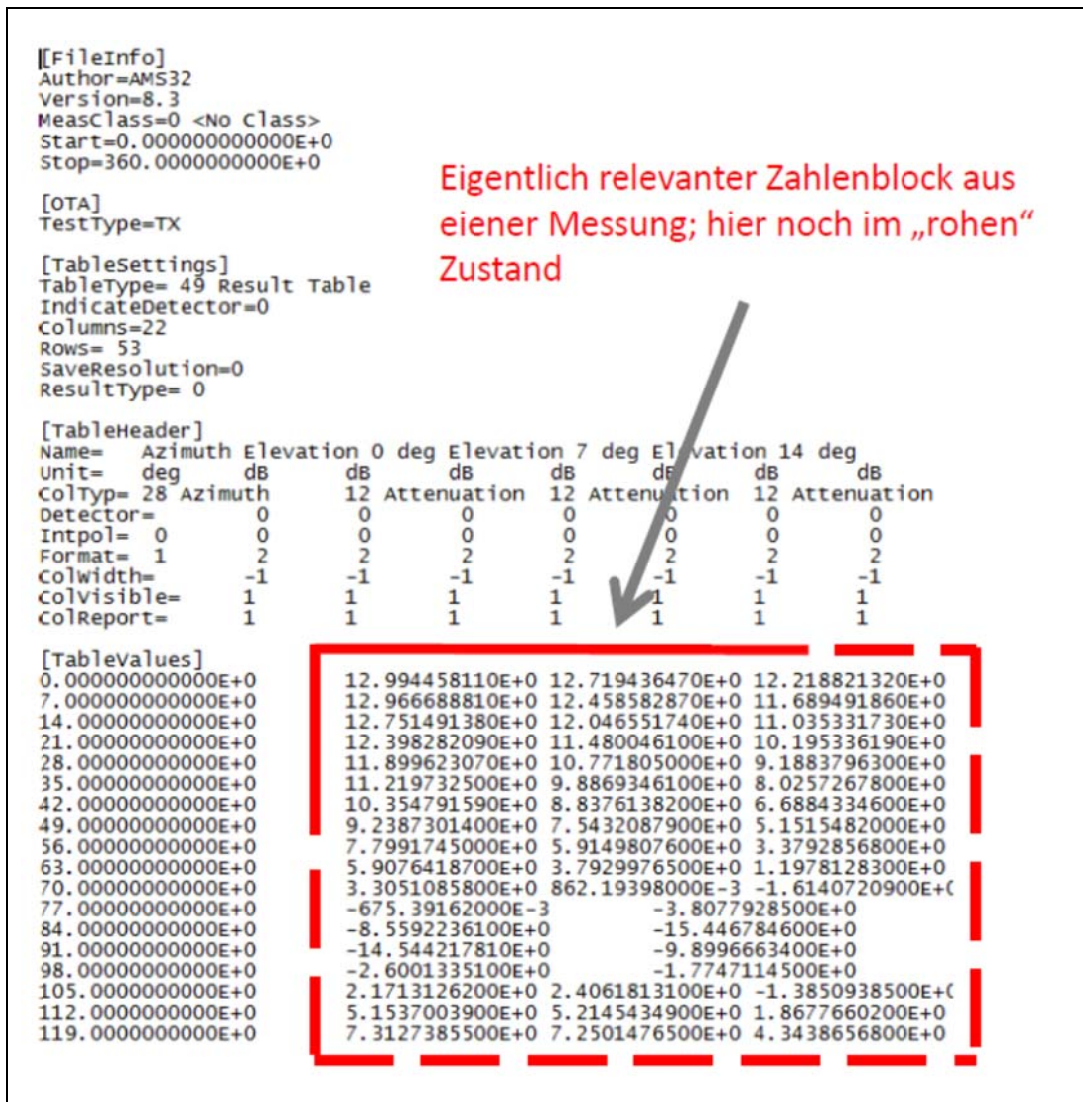 [FileInfo]
Author=AMS32
Version=8.3
MeasClass=0 <No Class>
Start=0.000000000000E+0
Stop=360.0000000000E+0
Eigentlich relevanter Zahlenblock aus
eiener Messung; hier noch im „rohen“
Zustand
[OTA]
TestType=TX
[TableSettings]
TableType= 49 Result Table
IndicateDetector=0
Columns=22
Rows= 53
SaveResolution=0
ResultType= 0
[TableHeader]
Name= Azimuth Elevation 0 deg Elevation 7 deg Elevation 14 deg
Unit= deg dB dB dB dB dB dB dB
ColTyp= 28 Azimuth 12 Attenuation 12 Attenuation 12 Attenuation
Detector= 0 0 0 0 0 0 0
Intpol= 0 0 0 0 0 0 0 0
Format= 1 2 2 2 2 2 2 2
ColWidth= -1 -1 -1 -1 -1 -1 -1
ColVisible= 1 1 1 1 1 1 1
ColReport= 1 1 1 1 1 1 1
[TableValues]
0.000000000000E+0 12.994458110E+0 12.719436470E+0 12.218821320E+0
7.00000000000E+0 12.966688810E+0 12.458582870E+0 11.689491860E+0
14.00000000000E+0 12.751491380E+0 12.046551740E+0 11.035331730E+0
21.00000000000E+0 12.398282090E+0 11.480046100E+0 10.195336190E+0
28.00000000000E+0 11.899623070E+0 10.771805000E+0 9.1883796300E+0
35.00000000000E+0 11.219732500E+0 9.8869346100E+0 8.0257267800E+0
42.00000000000E+0 10.354791590E+0 8.8376138200E+0 6.6884334600E+0
49.00000000000E+0 9.2387301400E+0 7.5432087900E+0 5.1515482000E+0
56.00000000000E+0 7.7991745000E+0 5.9149807600E+0 3.3792856800E+0
63.00000000000E+0 5.9076418700E+0 3.7929976500E+0 1.1978128300E+0
70.00000000000E+0 3.3051085800E+0 862.19398000E-3 -1.6140720900E+0
77.00000000000E+0 -675.39162000E-3 -3.8077928500E+0
84.00000000000E+0 -8.5592236100E+0 -15.446784600E+0
91.00000000000E+0 -14.544217810E+0 -9.8996663400E+0
98.00000000000E+0 -2.6001335100E+0 -1.7747114500E+0
105.0000000000E+0 2.1713126200E+0 2.4061813100E+0 -1.3850938500E+0
112.0000000000E+0 5.1537003900E+0 5.2145434900E+0 1.8677660200E+0
119.0000000000E+0 7.3127385500E+0 7.2501476500E+0 4.3438656800E+0